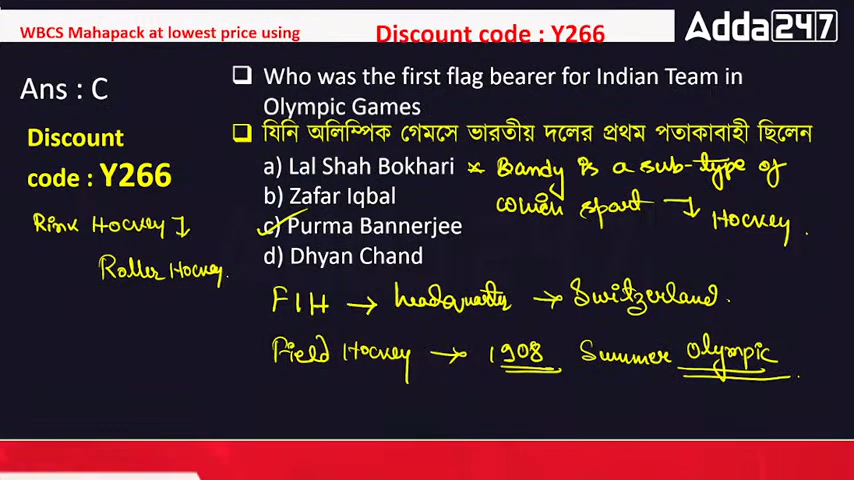 WBCS Mahapack at lowest price using
Discount code : Y266
Adda247
Ans : C
Discount
code : Y266
Rink Hockey
Roller Hockey.
Who was the first flag bearer for Indian Team in
Olympic Games
যিনি অলিম্পিক গেমসে ভারতীয় দলের প্রথম পতাকাবাহী ছিলেন
a) Lal Shah Bokhari
b) Zafar Iqbal
c) Purma Bannerjee
d) Dhyan Chand
× Bandy is a sub-type of
which sport → Hockey.
FIH → headquarter → Switzerland.
Field Hockey → 1908 Summer Olympic.